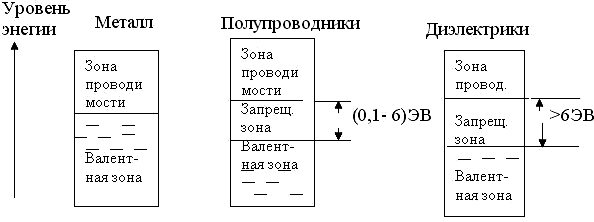 Уровень
энегии
Металл
Зона
проводи
мости
Валент-
ная зона
Полупроводники
Зона
проводи
мости
Запрещ.
зона
Валент-
ная зона
(0,1- 6)ЭВ
Диэлектрики
Зона
провод.
Запрещ.
зона
Валент-
ная зона
>6ЭВ